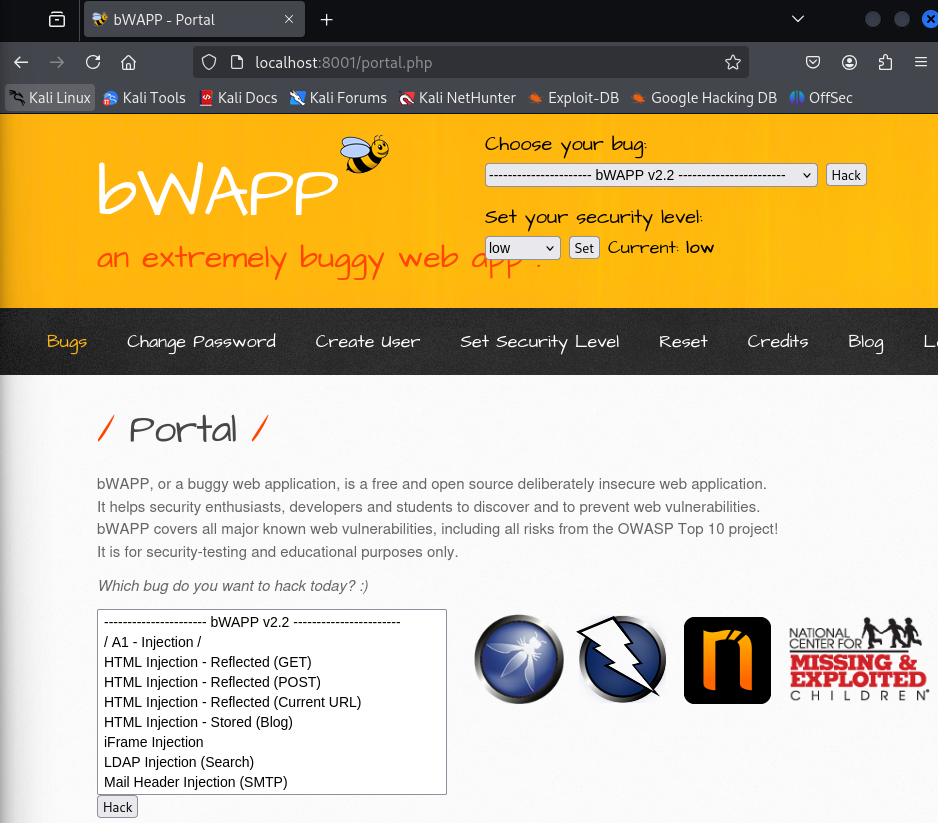 bWAPP - Portal
localhost:8001/portal.php
Kali Linux Kali Tools Kali Docs Kali Forums Kali NetHunter Exploit-DB Google Hacking DB OffSec
bWAPP
an extremely buggy web app !
Choose your bug:
---------------------- bWAPP v2.2 ----------------------- Hack
Set your security level:
low Set Current: low
Bugs Change Password Create User Set Security Level Reset Credits Blog
/ Portal /
bWAPP, or a buggy web application, is a free and open source deliberately insecure web application.
It helps security enthusiasts, developers and students to discover and to prevent web vulnerabilities.
bWAPP covers all major known web vulnerabilities, including all risks from the OWASP Top 10 project!
It is for security-testing and educational purposes only.
Which bug do you want to hack today? :)
---------------------- bWAPP v2.2 -----------------------
/ A1 - Injection /
HTML Injection - Reflected (GET)
HTML Injection - Reflected (POST)
HTML Injection - Reflected (Current URL)
HTML Injection - Stored (Blog)
iFrame Injection
LDAP Injection (Search)
Mail Header Injection (SMTP)
Hack
NATIONAL
CENTER FOR
MISSING &
EXPLOITED
CHILDREN®